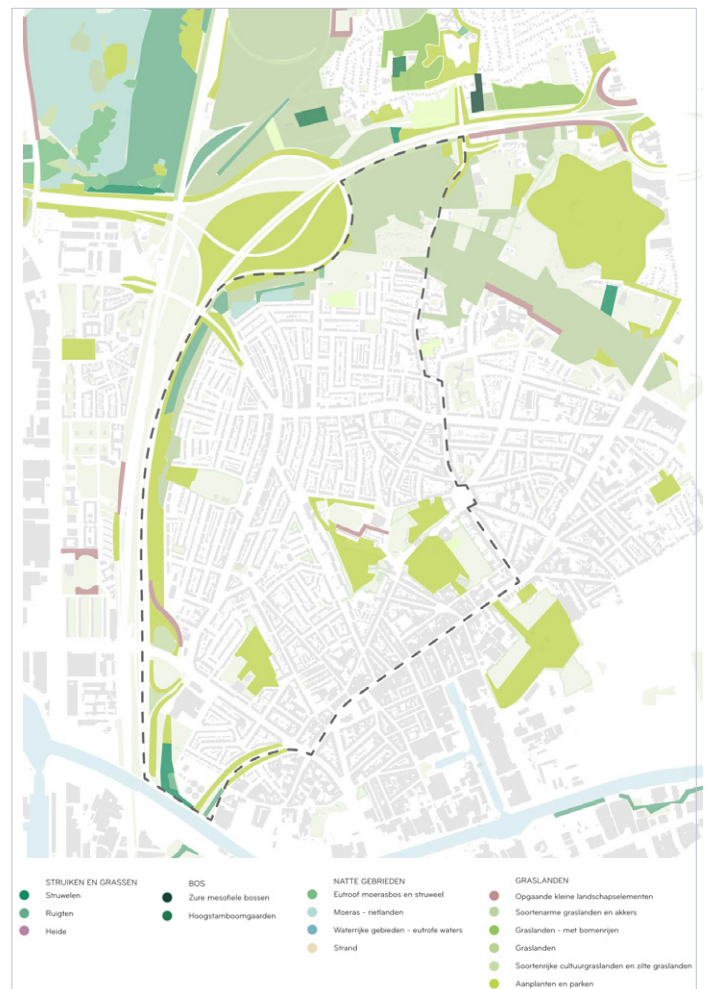 STRUIKEN EN GRASSEN
Struwelen
Ruigten
Heide
BOS
Zure mesofiele bossen
Hoogstamboomgaarden
NATTE GEBIEDEN
Eutroof moerasbos en struweel
Moeras - rietlanden
Waterrijke gebieden - eutrofe waters
Strand
GRASLANDEN
Opgaande kleine landschapselementen
Soortenarme graslanden en akkers
Graslanden - met bomenrijen
Graslanden
Soortenrijke cultuurgraslanden en zilte graslanden
Aanplanten en parken